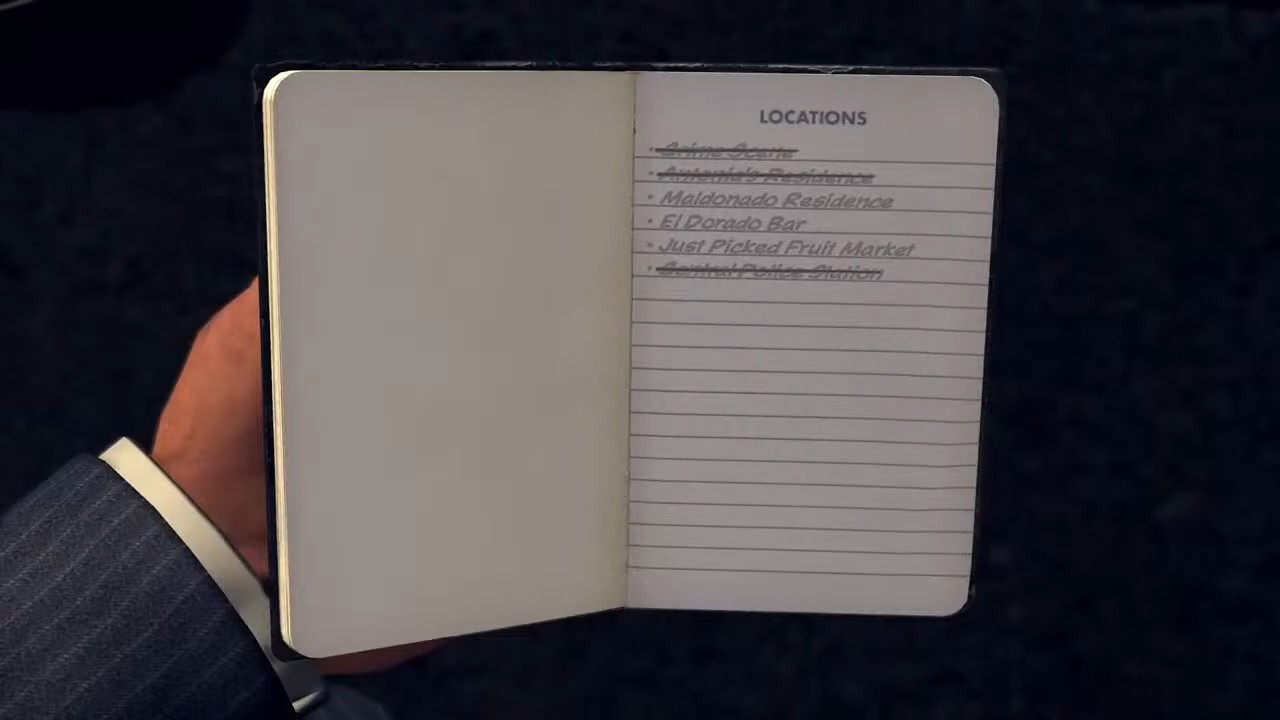 LOCATIONS
• Crime Scene
• Antonia's Residence
• Maldonado Residence
• El Dorado Bar
• Just Picked Fruit Market
• Central Police Station